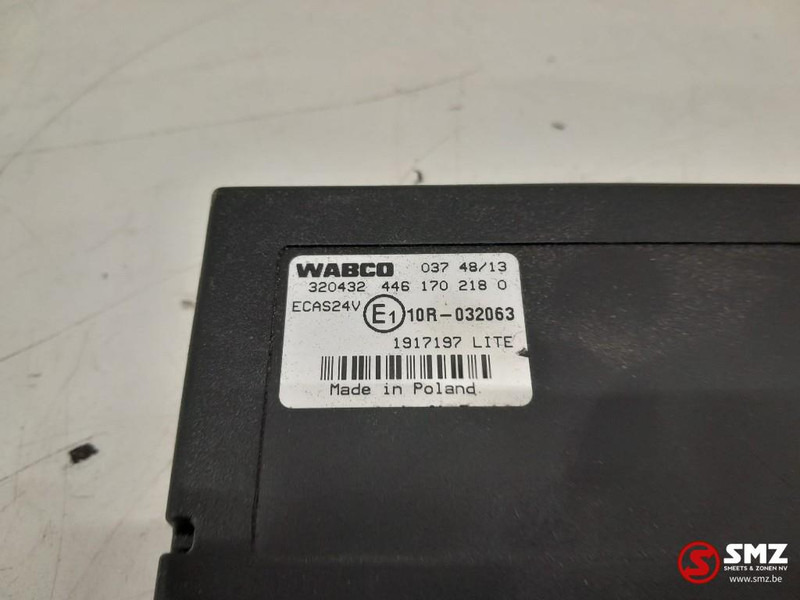 WABCO 037 48/13
320432 446 170 218 0
ECAS24V E1 10R-032063
1917197 LITE
Made in Poland
SMZ
SMEETS & ZONEN NV
www.smz.be